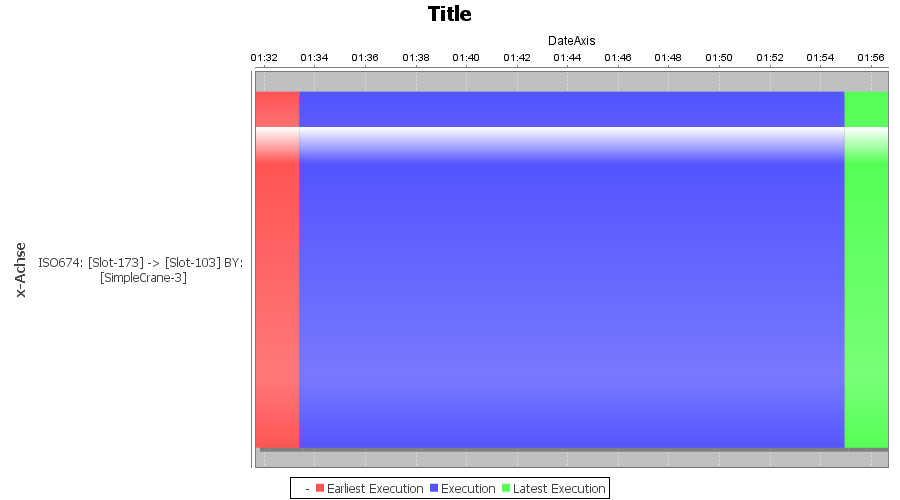 Title
DateAxis
01:32 01:34 01:36 01:38 01:40 01:42 01:44 01:46 01:48 01:50 01:52 01:54 01:56
x-Achse
ISO674: [Slot-173] -> [Slot-103] BY:
[SimpleCrane-3]
- Earliest Execution Execution Latest Execution